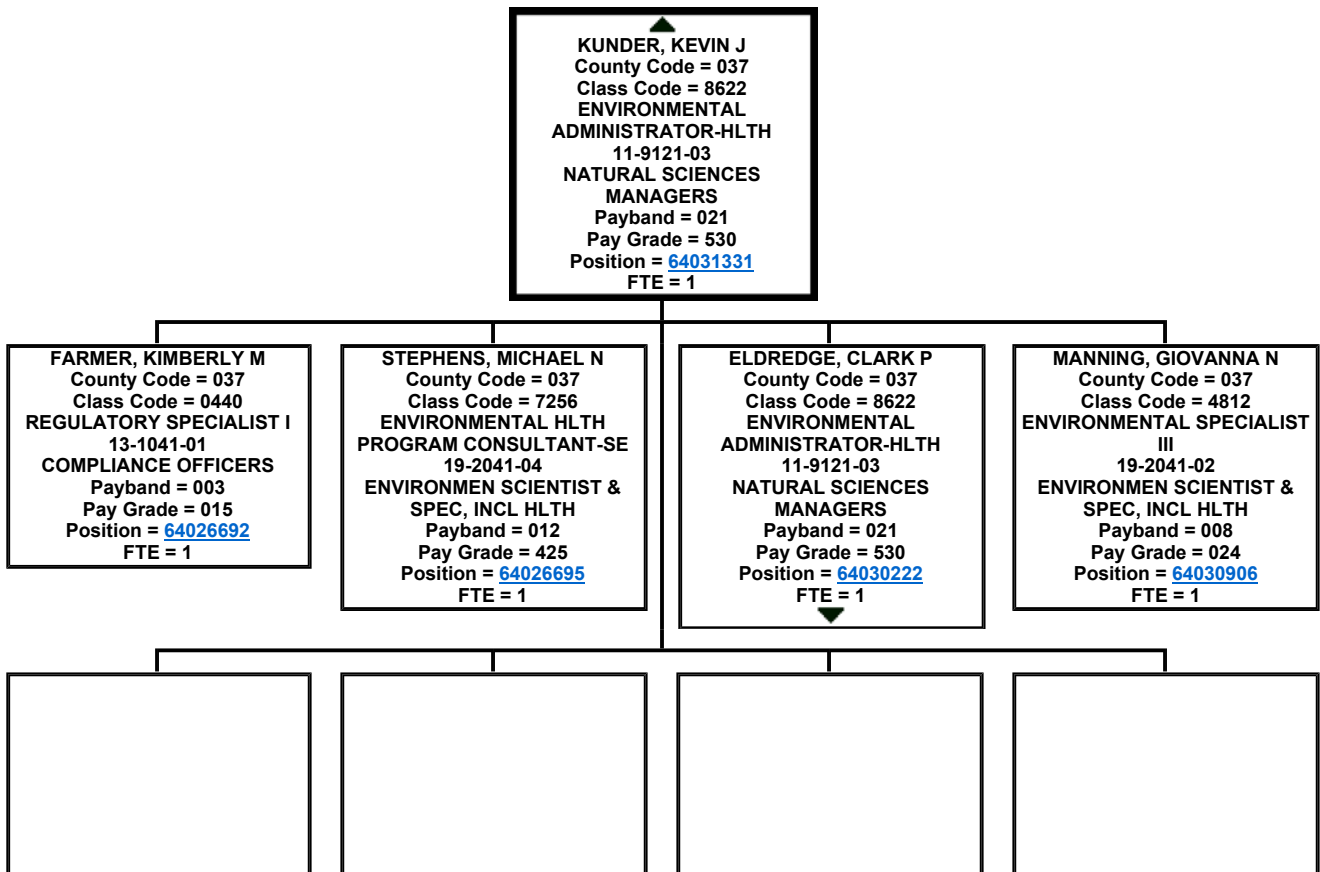 KUNDER, KEVIN J
County Code = 037
Class Code = 8622
ENVIRONMENTAL
ADMINISTRATOR-HLTH
11-9121-03
NATURAL SCIENCES
MANAGERS
Payband = 021
Pay Grade = 530
Position = 64031331
FTE = 1
FARMER, KIMBERLY M
County Code = 037
Class Code = 0440
REGULATORY SPECIALIST I
13-1041-01
COMPLIANCE OFFICERS
Payband = 003
Pay Grade = 015
Position = 64026692
FTE = 1
STEPHENS, MICHAEL N
County Code = 037
Class Code = 7256
ENVIRONMENTAL HLTH
PROGRAM CONSULTANT-SE
19-2041-04
ENVIRONMEN SCIENTIST &
SPEC, INCL HLTH
Payband = 012
Pay Grade = 425
Position = 64026695
FTE = 1
ELDREDGE, CLARK P
County Code = 037
Class Code = 8622
ENVIRONMENTAL
ADMINISTRATOR-HLTH
11-9121-03
NATURAL SCIENCES
MANAGERS
Payband = 021
Pay Grade = 530
Position = 64030222
FTE = 1
MANNING, GIOVANNA N
County Code = 037
Class Code = 4812
ENVIRONMENTAL SPECIALIST
III
19-2041-02
ENVIRONMEN SCIENTIST &
SPEC, INCL HLTH
Payband = 008
Pay Grade = 024
Position = 64030906
FTE = 1